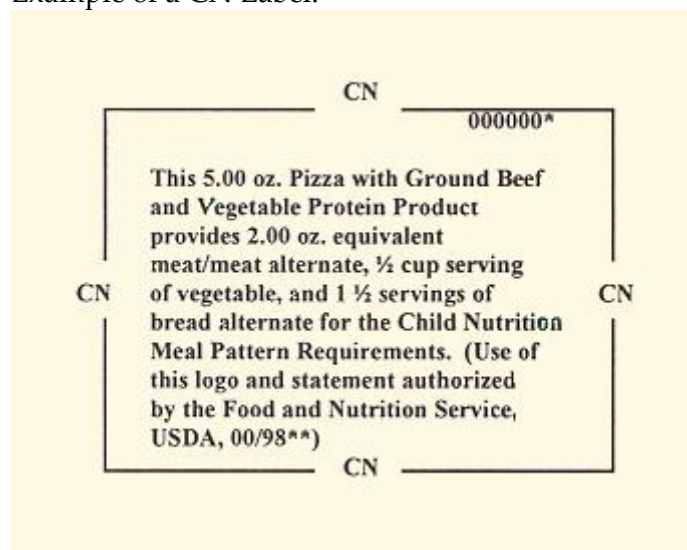 Example of a CN Label:
CN
000000*
This 5.00 oz. Pizza with Ground Beef
and Vegetable Protein Product
provides 2.00 oz. equivalent
meat/meat alternate, ½ cup serving
CN of vegetable, and 1 ½ servings of CN
bread alternate for the Child Nutrition
Meal Pattern Requirements. (Use of
this logo and statement authorized
by the Food and Nutrition Service,
USDA, 00/98**)
CN